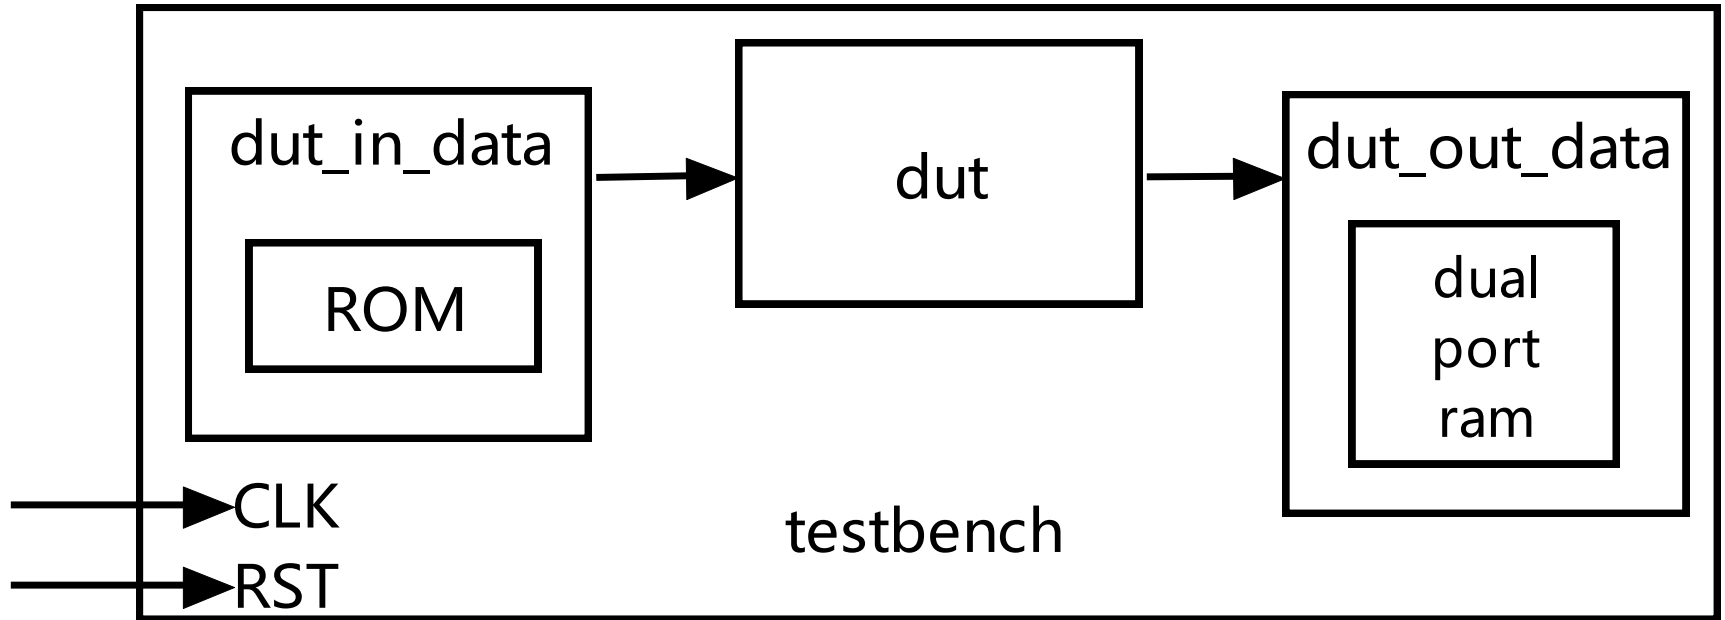 dut_in_data
ROM
dut
dut_out_data
dual
port
ram
CLK
RST
testbench